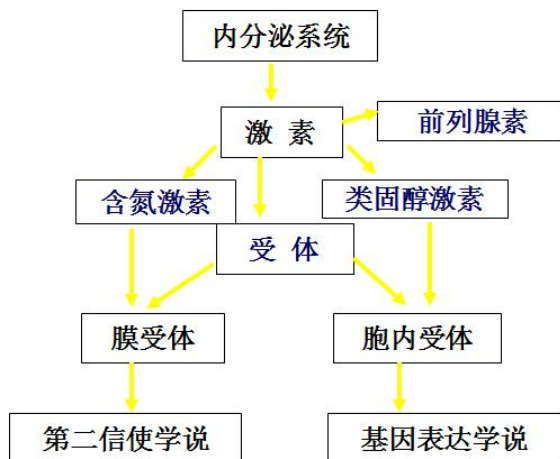 内分泌系统
激 素
前列腺素
含氮激素
类固醇激素
受 体
膜受体
胞内受体
第二信使学说
基因表达学说